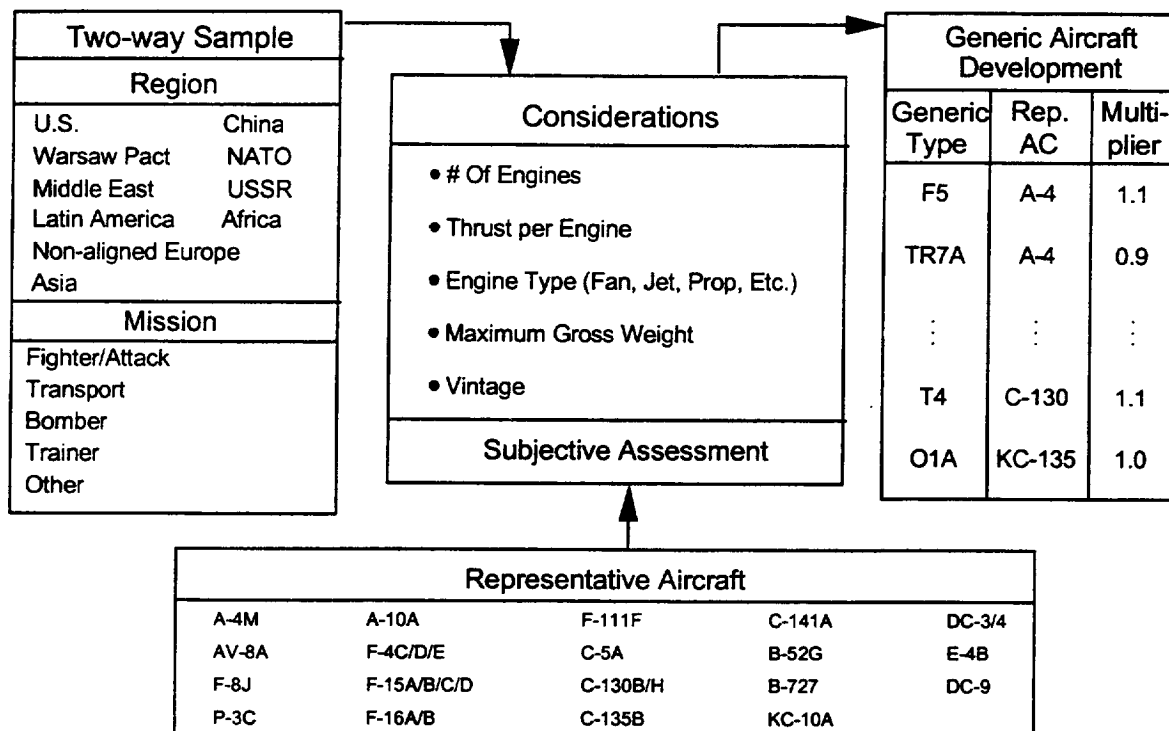 Two-way Sample
Region
U.S. China
Warsaw Pact NATO
Middle East USSR
Latin America Africa
Non-aligned Europe
Asia
Mission
Fighter/Attack
Transport
Bomber
Trainer
Other
Considerations
• # Of Engines
• Thrust per Engine
• Engine Type (Fan, Jet, Prop, Etc.)
• Maximum Gross Weight
• Vintage
Subjective Assessment
Generic Aircraft
Development
Generic Rep. Multi-
Type AC plier
F5 A-4 1.1
TR7A A-4 0.9
⋮ ⋮ ⋮
T4 C-130 1.1
O1A KC-135 1.0
Representative Aircraft
A-4M A-10A F-111F C-141A DC-3/4
AV-8A F-4C/D/E C-5A B-52G E-4B
F-8J F-15A/B/C/D C-130B/H B-727 DC-9
P-3C F-16A/B C-135B KC-10A